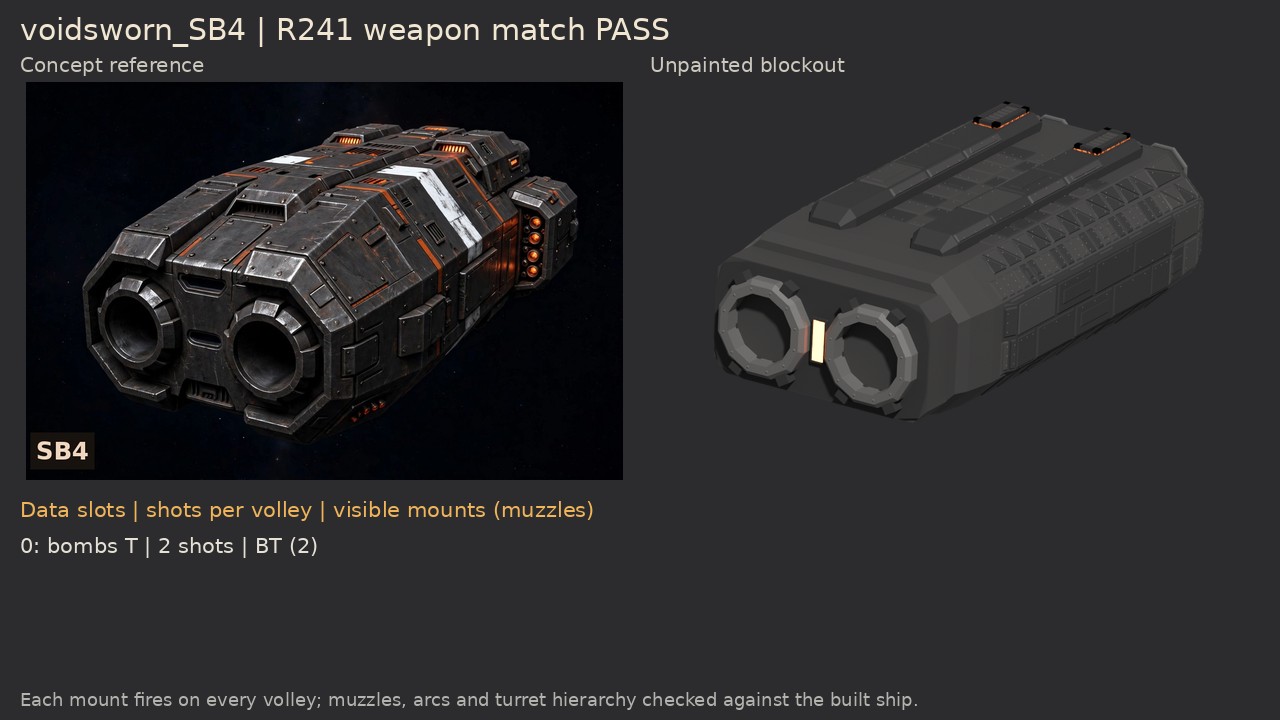 voidsworn_SB4 | R241 weapon match PASS
Concept reference
Unpainted blockout
SB4
Data slots | shots per volley | visible mounts (muzzles)
0: bombs T | 2 shots | BT (2)
Each mount fires on every volley; muzzles, arcs and turret hierarchy checked against the built ship.